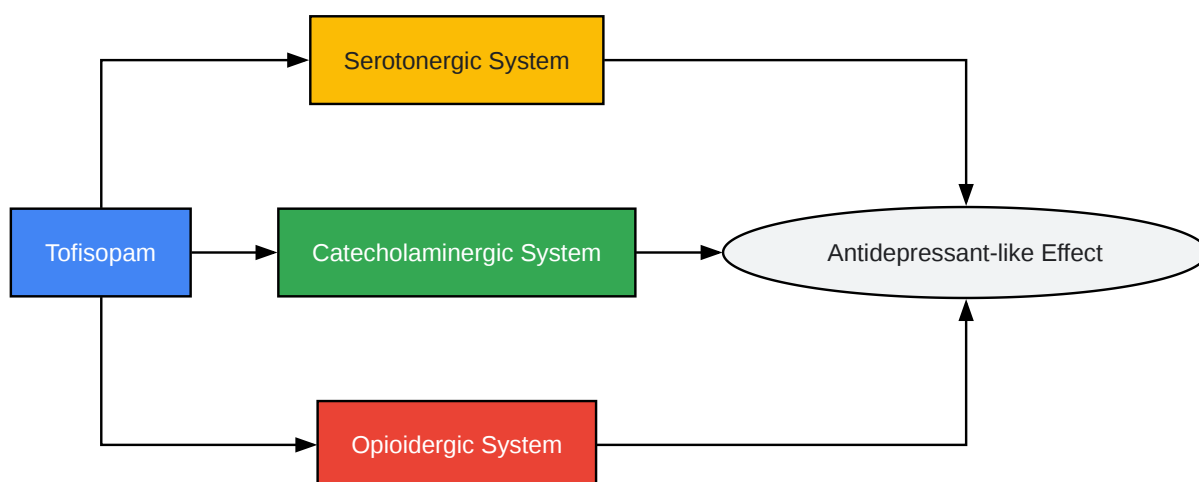 Serotonergic System
Tofisopam
Catecholaminergic System
Antidepressant-like Effect
Opioidergic System